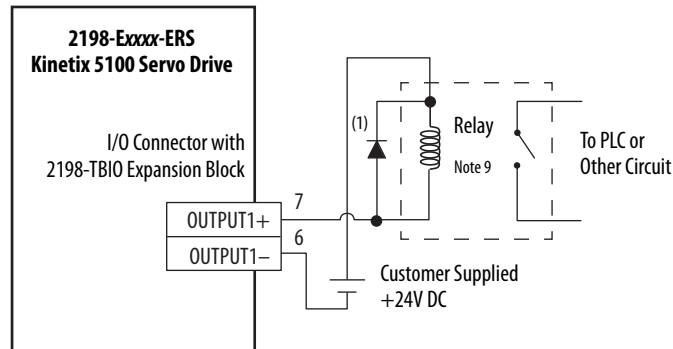 2198-Exxxx-ERS
Kinetix 5100 Servo Drive
I/O Connector with
2198-TBIO Expansion Block
(1)
Relay
Note 9
To PLC or
Other Circuit
7
OUTPUT1+
6
OUTPUT1–
Customer Supplied
+24V DC